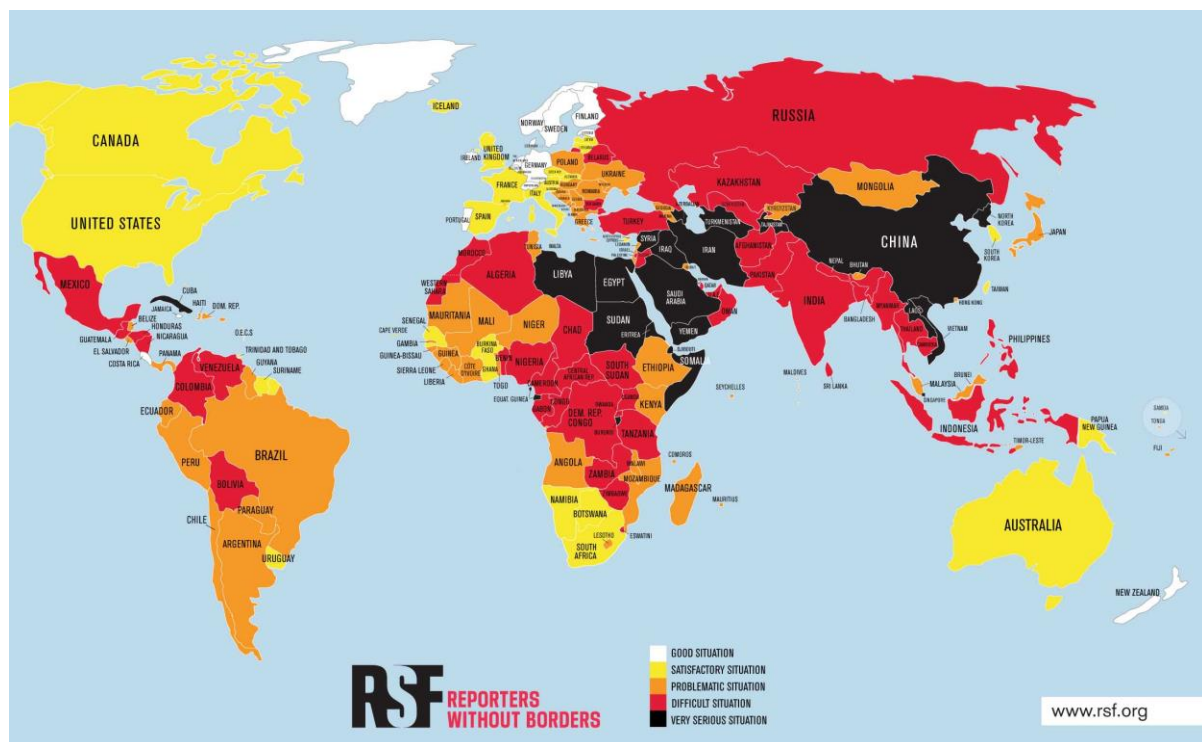 ICELAND
NORWAY
SWEDEN
FINLAND
CANADA
UNITED STATES
MEXICO
CUBA
JAMAICA
HAITI
DOM. REP.
BELIZE
HONDURAS
NICARAGUA
GUATEMALA
EL SALVADOR
COSTA RICA
PANAMA
O.E.C.S
TRINIDAD AND TOBAGO
GUYANA
SURINAME
VENEZUELA
COLOMBIA
ECUADOR
PERU
BRAZIL
BOLIVIA
PARAGUAY
CHILE
ARGENTINA
URUGUAY
IRELAND
UNITED
KINGDOM
GERMANY
POLAND
BELARUS
UKRAINE
FRANCE
AUSTRIA
HUNGARY
ROMANIA
ITALY
PORTUGAL
SPAIN
GREECE
TURKEY
MALTA
RUSSIA
KAZAKHSTAN
MONGOLIA
KYRGYZSTAN
TURKMENISTAN
CHINA
NORTH
KOREA
SOUTH
KOREA
JAPAN
TAIWAN
HONG KONG
SYRIA
LEBANON
ISRAEL
PALESTINE
IRAQ
IRAN
AFGHANISTAN
PAKISTAN
INDIA
NEPAL
BHUTAN
BANGLADESH
MYANMAR
LAOS
THAILAND
VIETNAM
CAMBODIA
PHILIPPINES
SAUDI
ARABIA
QATAR
OMAN
YEMEN
MOROCCO
WESTERN
SAHARA
ALGERIA
TUNISIA
LIBYA
EGYPT
MAURITANIA
MALI
NIGER
CHAD
SUDAN
ERITREA
DJIBOUTI
SENEGAL
CAPE VERDE
GAMBIA
GUINEA-BISSAU
GUINEA
SIERRA LEONE
LIBERIA
CÔTE
D'IVOIRE
BURKINA
FASO
GHANA
TOGO
BENIN
NIGERIA
CAMEROON
EQUAT. GUINEA
GABON
CONGO
CENTRAL
AFRICAN REP.
SOUTH
SUDAN
ETHIOPIA
UGANDA
KENYA
RWANDA
BURUNDI
DEM. REP.
CONGO
TANZANIA
ANGOLA
ZAMBIA
MALAWI
MOZAMBIQUE
ZIMBABWE
NAMIBIA
BOTSWANA
SOUTH
AFRICA
LESOTHO
ESWATINI
MADAGASCAR
COMOROS
MAURITIUS
SEYCHELLES
MALDIVES
SRI LANKA
MALAYSIA
BRUNEI
SINGAPORE
INDONESIA
TIMOR-LESTE
PAPUA
NEW GUINEA
SAMOA
TONGA
FIJI
AUSTRALIA
NEW ZEALAND
RSF
REPORTERS
WITHOUT BORDERS
GOOD SITUATION
SATISFACTORY SITUATION
PROBLEMATIC SITUATION
DIFFICULT SITUATION
VERY SERIOUS SITUATION
www.rsf.org